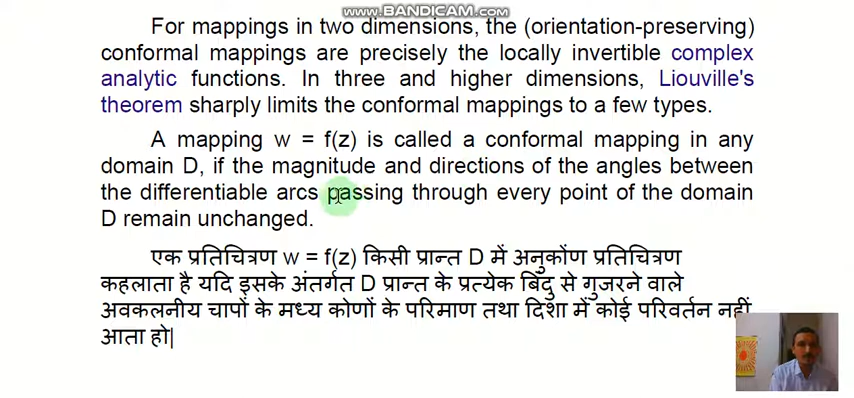 www.BANDICAM.com
For mappings in two dimensions, the (orientation-preserving)
conformal mappings are precisely the locally invertible complex
analytic functions. In three and higher dimensions, Liouville's
theorem sharply limits the conformal mappings to a few types.
A mapping w = f(z) is called a conformal mapping in any
domain D, if the magnitude and directions of the angles between
the differentiable arcs passing through every point of the domain
D remain unchanged.
एक प्रतिचित्रण w = f(z) किसी प्रान्त D में अनुकोंण प्रतिचित्रण
कहलाता है यदि इसके अंतर्गत D प्रान्त के प्रत्येक बिंदु से गुजरने वाले
अवकलनीय चापों के मध्य कोणों के परिमाण तथा दिशा में कोई परिवर्तन नहीं
आता हो|